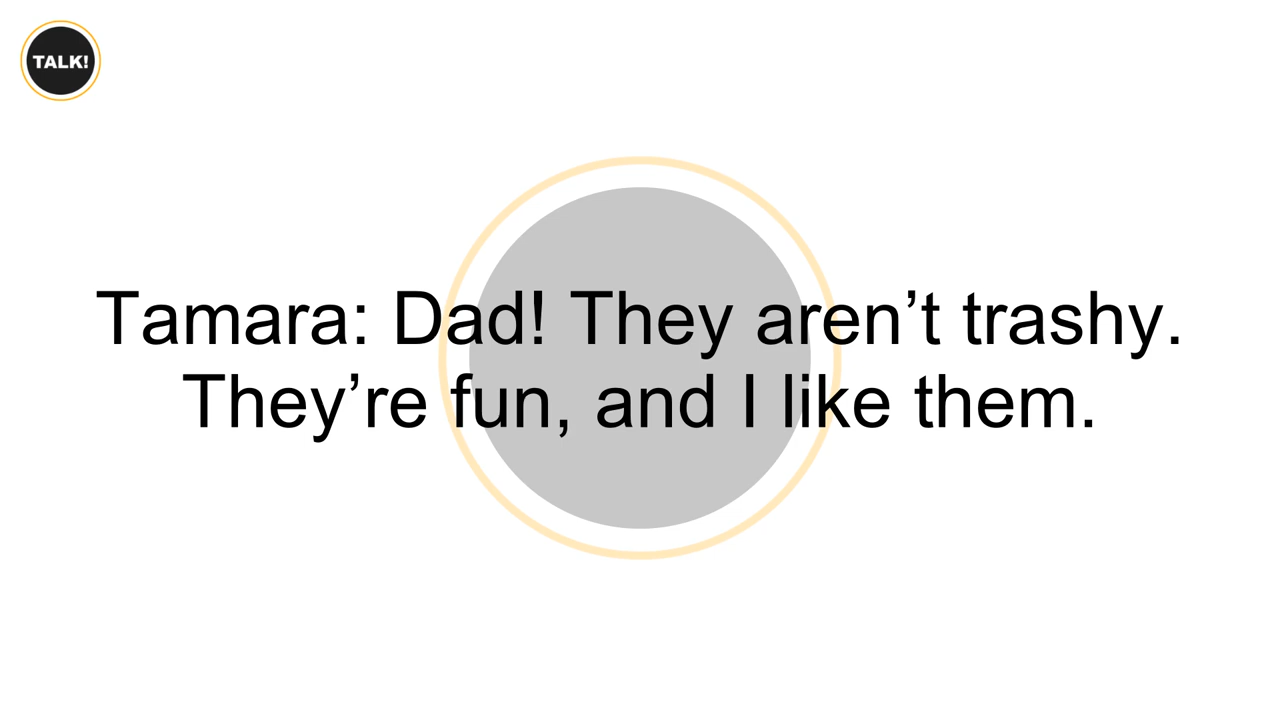 TALK!
Tamara: Dad! They aren’t trashy.
They’re fun, and I like them.